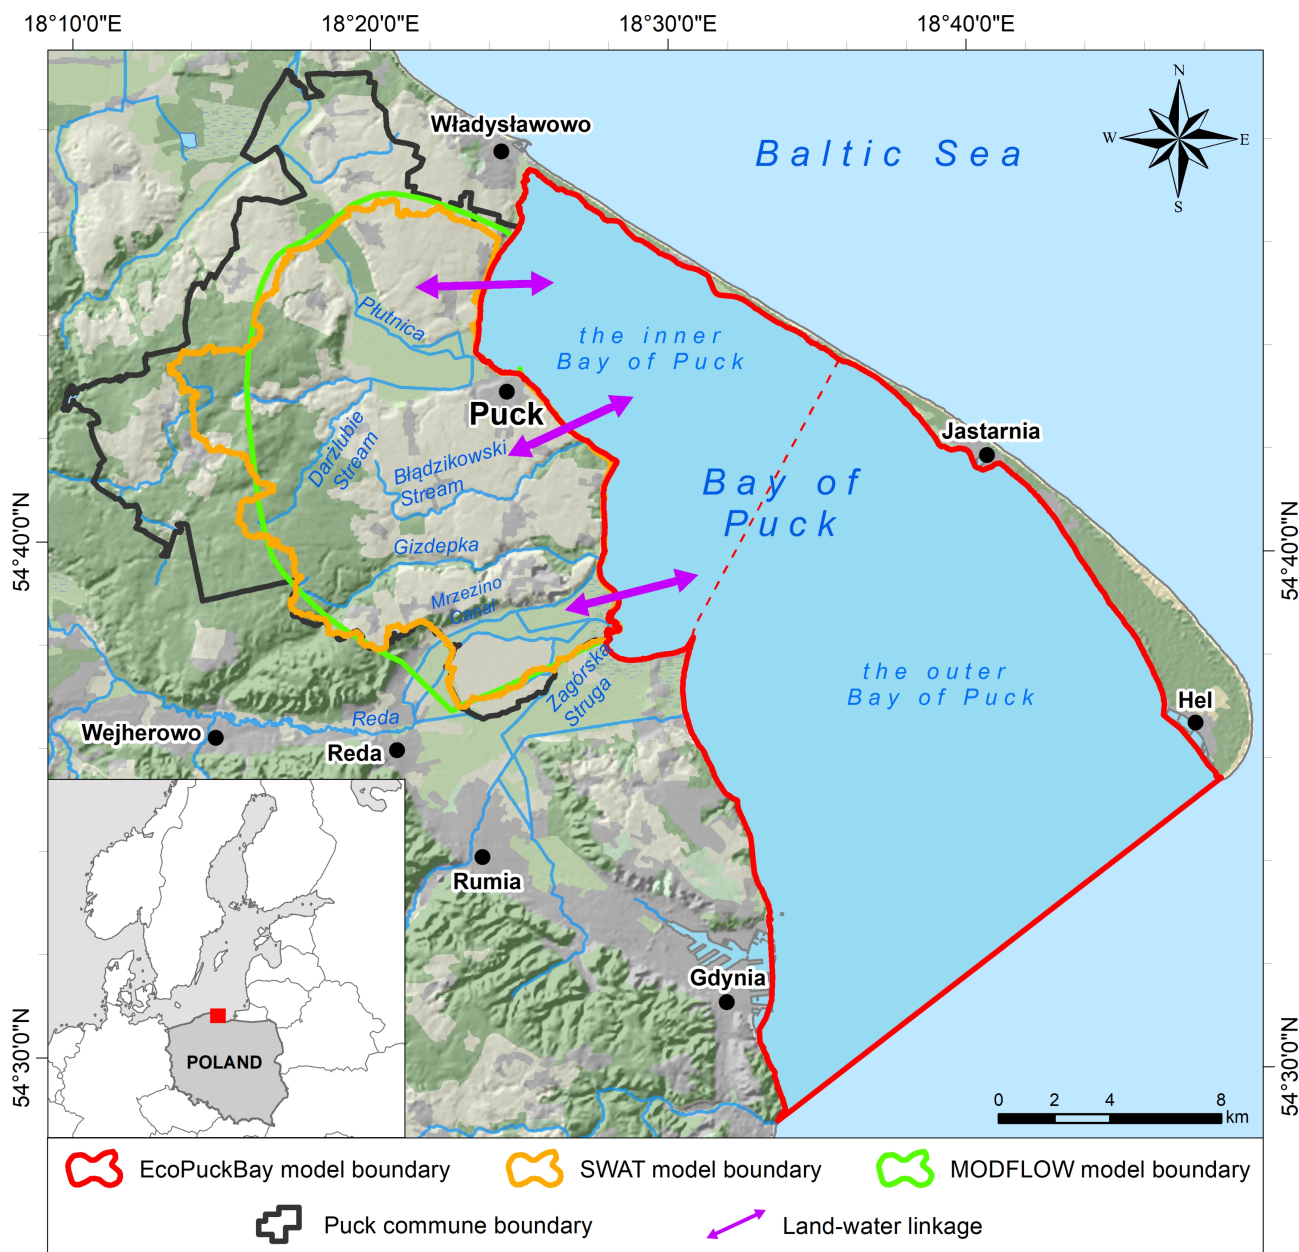 18°10'0"E
18°20'0"E
18°30'0"E
18°40'0"E
N
W
E
S
Władysławowo
Baltic Sea
the inner
Bay of Puck
Płutnica
Puck
Darżlubie
Stream
Błądzikowski
Stream
Jastarnia
Bay of
Puck
54°40'0"N
54°40'0"N
Gizdepka
Mrzezino
Canal
Zagórska
Struga
the outer
Bay of Puck
Hel
Reda
Wejherowo
Reda
Rumia
Gdynia
POLAND
54°30'0"N
54°30'0"N
0 2 4 8
km
EcoPuckBay model boundary
SWAT model boundary
MODFLOW model boundary
Puck commune boundary
Land-water linkage